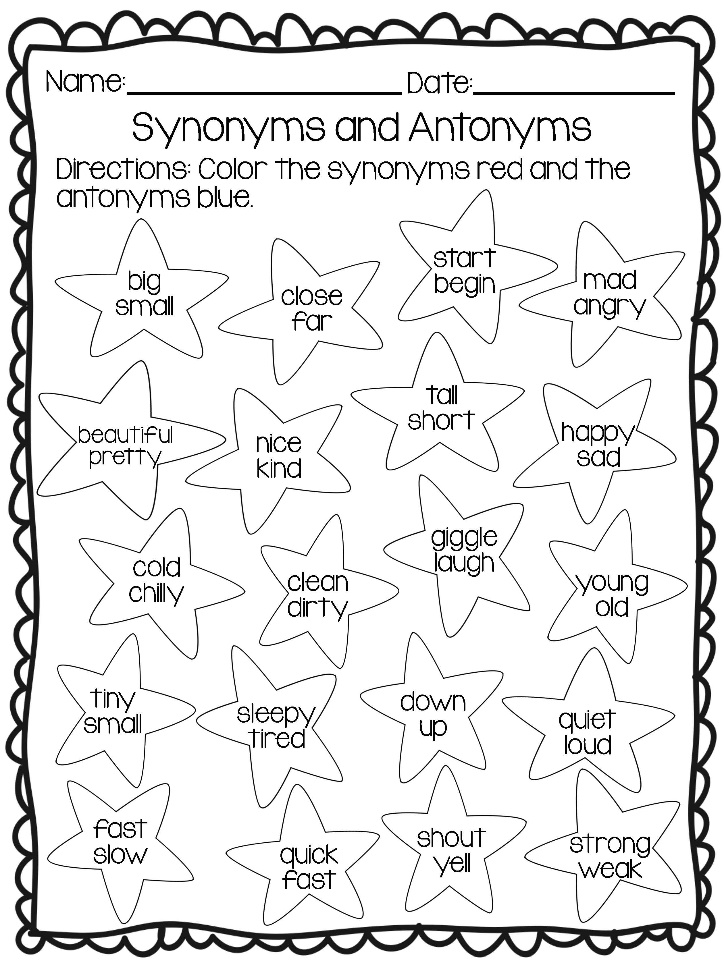 Name:
Date:
Synonyms and Antonyms
Directions: Color the synonyms red and the
antonyms blue.
big
small
close
far
start
begin
mad
angry
beautiful
pretty
nice
kind
tall
short
happy
sad
cold
chilly
clean
dirty
giggle
laugh
young
old
tiny
small
sleepy
tired
down
up
quiet
loud
fast
slow
quick
fast
shout
yell
strong
weak